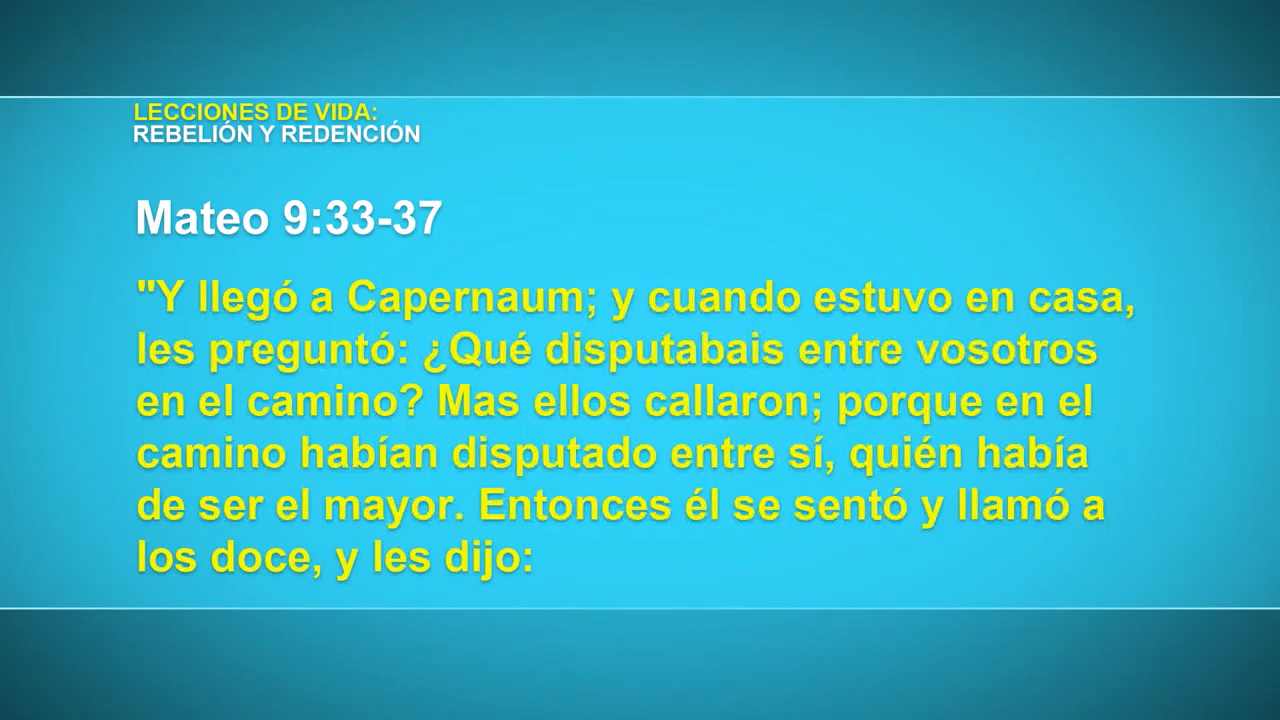 LECCIONES DE VIDA:
REBELIÓN Y REDENCIÓN
Mateo 9:33-37
"Y llegó a Capernaum; y cuando estuvo en casa,
les preguntó: ¿Qué disputabais entre vosotros
en el camino? Mas ellos callaron; porque en el
camino habían disputado entre sí, quién había
de ser el mayor. Entonces él se sentó y llamó a
los doce, y les dijo: